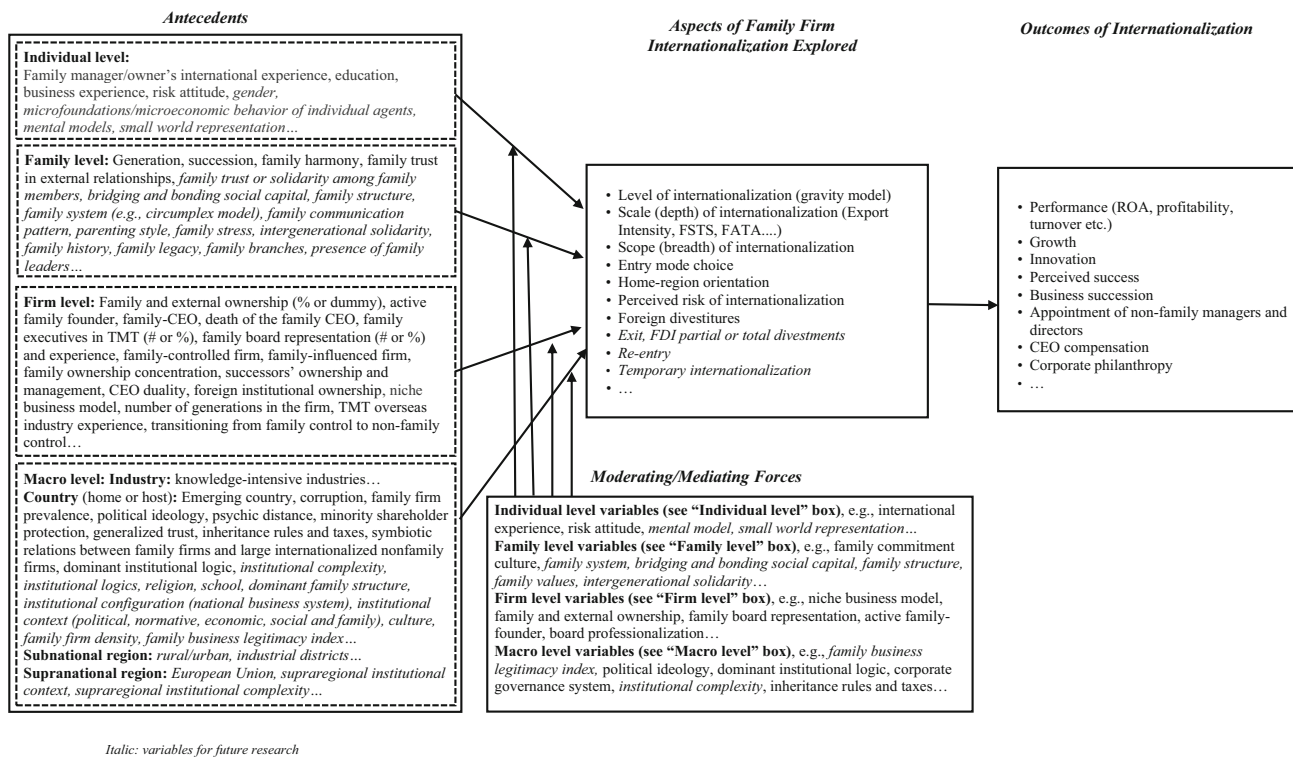 Antecedents
Individual level:
Family manager/owner's international experience, education,
business experience, risk attitude, gender,
microfoundations/microeconomic behavior of individual agents,
mental models, small world representation…
Family level: Generation, succession, family harmony, family trust
in external relationships, family trust or solidarity among family
members, bridging and bonding social capital, family structure,
family system (e.g., circumplex model), family communication
pattern, parenting style, family stress, intergenerational solidarity,
family history, family legacy, family branches, presence of family
leaders…
Firm level: Family and external ownership (% or dummy), active
family founder, family-CEO, death of the family CEO, family
executives in TMT (# or %), family board representation (# or %)
and experience, family-controlled firm, family-influenced firm,
family ownership concentration, successors' ownership and
management, CEO duality, foreign institutional ownership, niche
business model, number of generations in the firm, TMT overseas
industry experience, transitioning from family control to non-family
control…
Macro level: Industry: knowledge-intensive industries…
Country (home or host): Emerging country, corruption, family firm
prevalence, political ideology, psychic distance, minority shareholder
protection, generalized trust, inheritance rules and taxes, symbiotic
relations between family firms and large internationalized nonfamily
firms, dominant institutional logic, institutional complexity,
institutional logics, religion, school, dominant family structure,
institutional configuration (national business system), institutional
context (political, normative, economic, social and family), culture,
family firm density, family business legitimacy index…
Subnational region: rural/urban, industrial districts…
Supranational region: European Union, supraregional institutional
context, supraregional institutional complexity…
Aspects of Family Firm
Internationalization Explored
• Level of internationalization (gravity model)
• Scale (depth) of internationalization (Export
Intensity, FSTS, FATA....)
• Scope (breadth) of internationalization
• Entry mode choice
• Home-region orientation
• Perceived risk of internationalization
• Foreign divestitures
• Exit, FDI partial or total divestments
• Re-entry
• Temporary internationalization
• …
Moderating/Mediating Forces
Individual level variables (see "Individual level" box), e.g., international
experience, risk attitude, mental model, small world representation…
Family level variables (see "Family level" box), e.g., family commitment
culture, family system, bridging and bonding social capital, family structure,
family values, intergenerational solidarity…
Firm level variables (see "Firm level" box), e.g., niche business model,
family and external ownership, family board representation, active family-
founder, board professionalization…
Macro level variables (see "Macro level" box), e.g., family business
legitimacy index, political ideology, dominant institutional logic, corporate
governance system, institutional complexity, inheritance rules and taxes…
Outcomes of Internationalization
• Performance (ROA, profitability,
turnover etc.)
• Growth
• Innovation
• Perceived success
• Business succession
• Appointment of non-family managers and
directors
• CEO compensation
• Corporate philanthropy
• …
Italic: variables for future research